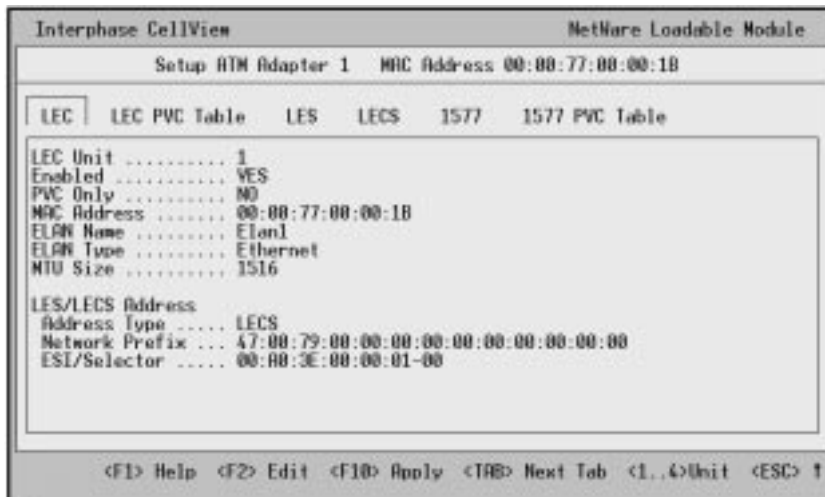 Interphase CellView NetWare Loadable Module
Setup ATM Adapter 1 MAC Address 00:00:77:00:00:1B
LEC LEC PVC Table LES LECS 1577 1577 PVC Table
LEC Unit .......... 1
Enabled ........... YES
PVC Only .......... NO
MAC Address ....... 00:00:77:00:00:1B
ELAN Name ......... Elan1
ELAN Type ......... Ethernet
MTU Size .......... 1516
LES/LECS Address
Address Type ..... LECS
Network Prefix ... 47:00:79:00:00:00:00:00:00:00:00:00:00
ESI/Selector ..... 00:A0:3E:00:00:01-00
<F1> Help <F2> Edit <F10> Apply <TAB> Next Tab <1..4>Unit <ESC> ↑